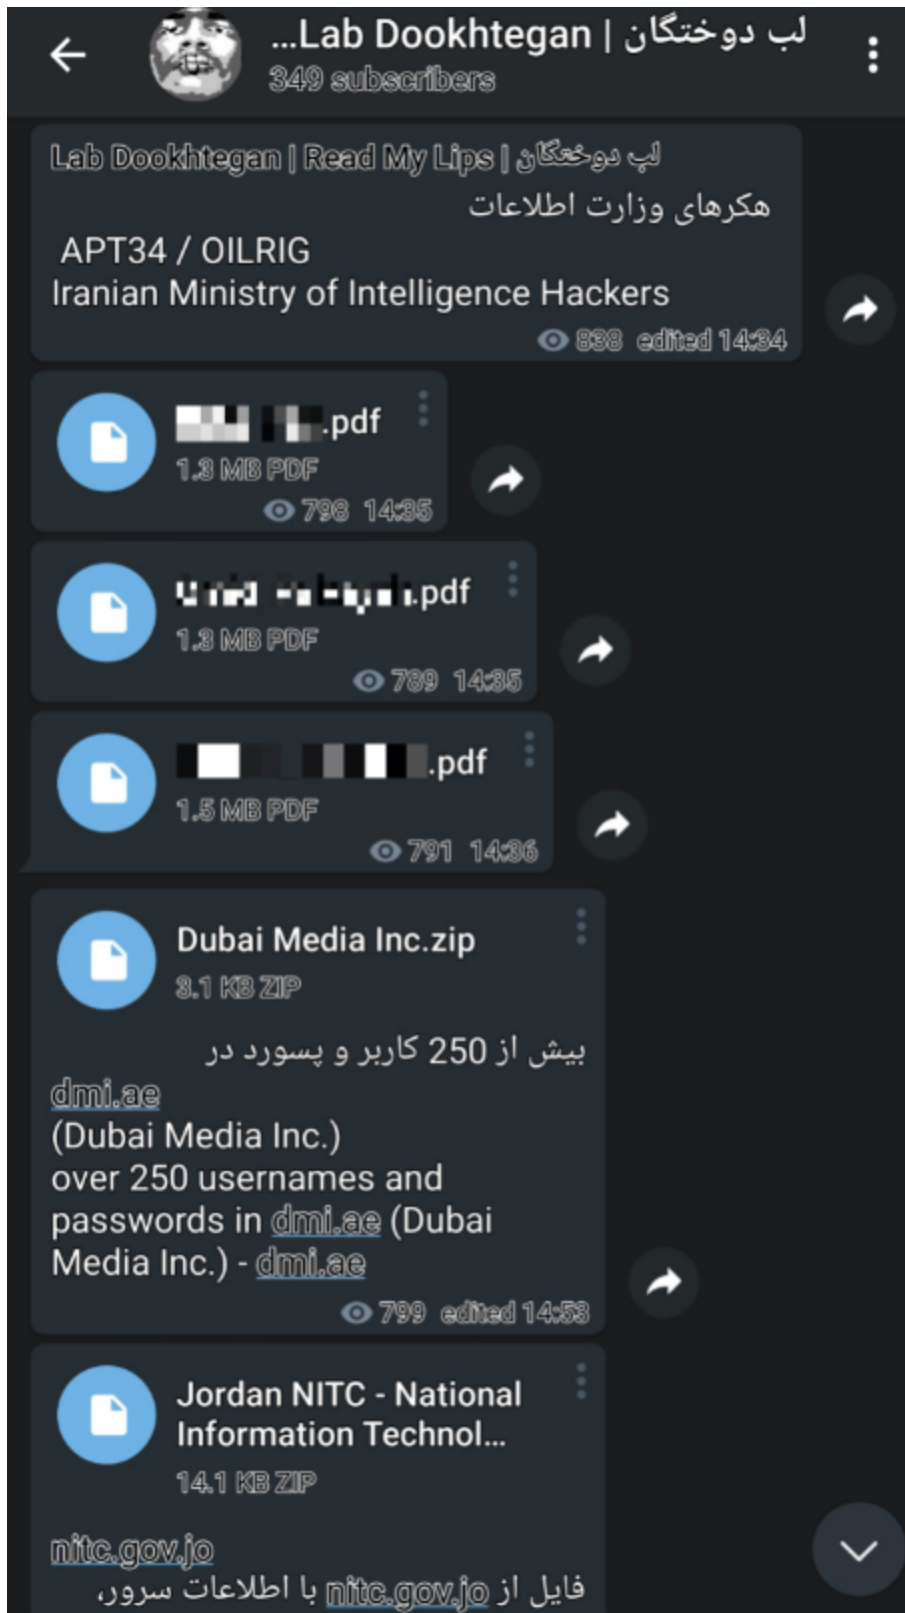 ...Lab Dookhtegan | لب دوختگان
349 subscribers
Lab Dookhtegan | Read My Lips | لب دوختگان
هکرهای وزارت اطلاعات
APT34 / OILRIG
Iranian Ministry of Intelligence Hackers
838 edited 14:34
.pdf
1.3 MB PDF
798 14:35
.pdf
1.3 MB PDF
789 14:35
.pdf
1.5 MB PDF
791 14:36
Dubai Media Inc.zip
3.1 KB ZIP
بیش از 250 کاربر و پسورد در
dmi.ae
(Dubai Media Inc.)
over 250 usernames and
passwords in dmi.ae (Dubai
Media Inc.) - dmi.ae
799 edited 14:53
Jordan NITC - National
Information Technol...
14.1 KB ZIP
nitc.gov.jo
فایل از nitc.gov.jo با اطلاعات سرور،